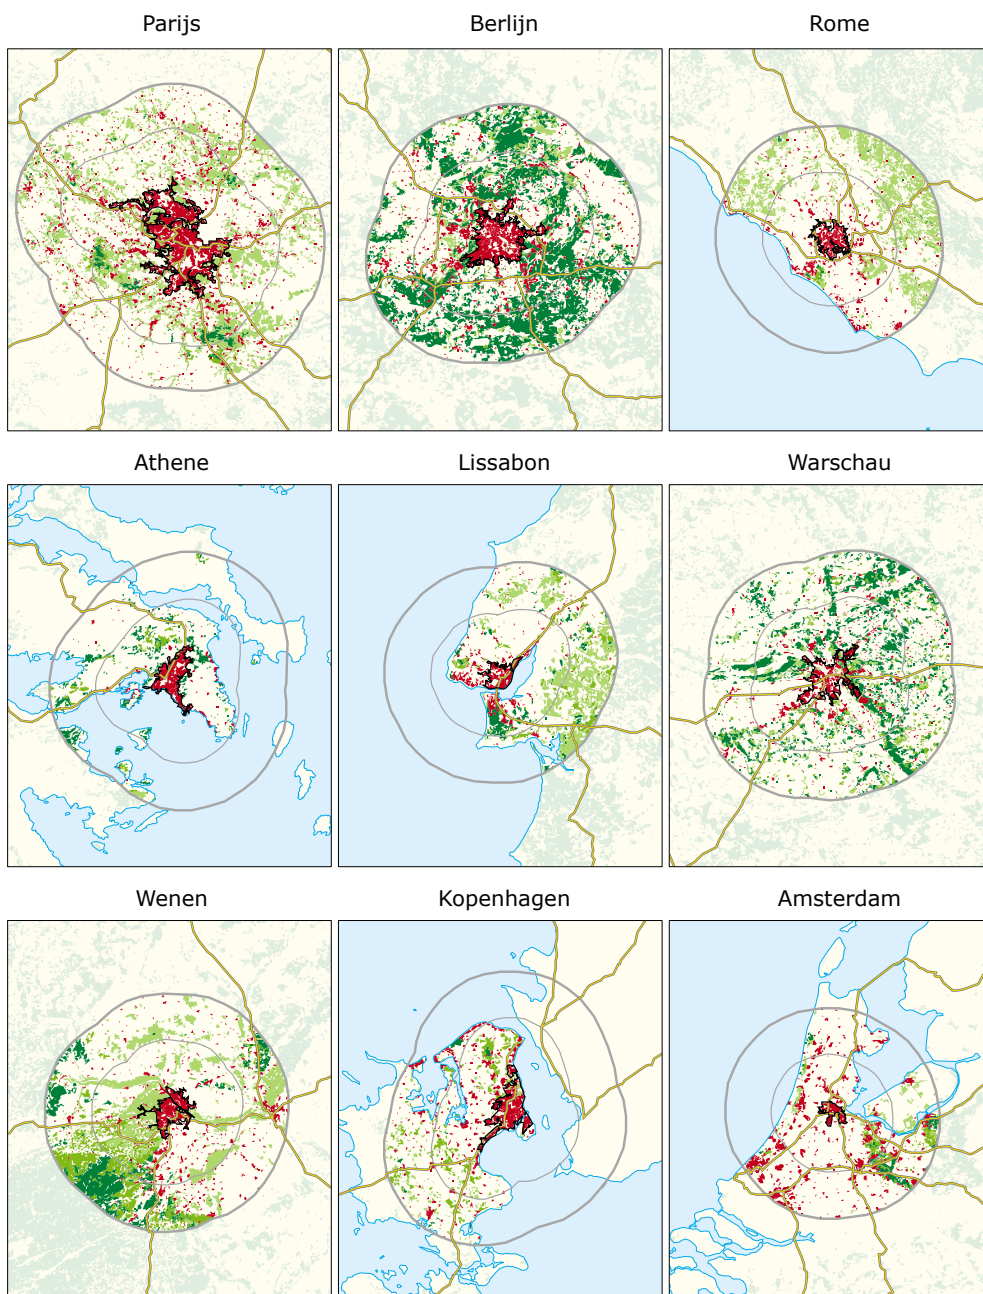 Parijs
Berlijn
Rome
Athene
Lissabon
Warschau
Wenen
Kopenhagen
Amsterdam